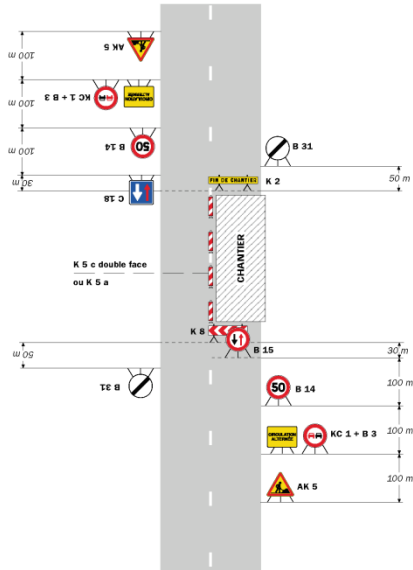 AK 5
100 m
KC 1 + B 3
CIRCULATION
ALTERNÉE
100 m
50
B 14
100 m
C 18
30 m
B 31
FIN DE CHANTIER
K 2
50 m
CHANTIER
K 5 c double face
ou K 5 a
K 8
B 15
30 m
50 m
B 31
50
B 14
100 m
CIRCULATION
ALTERNÉE
KC 1 + B 3
100 m
AK 5
100 m